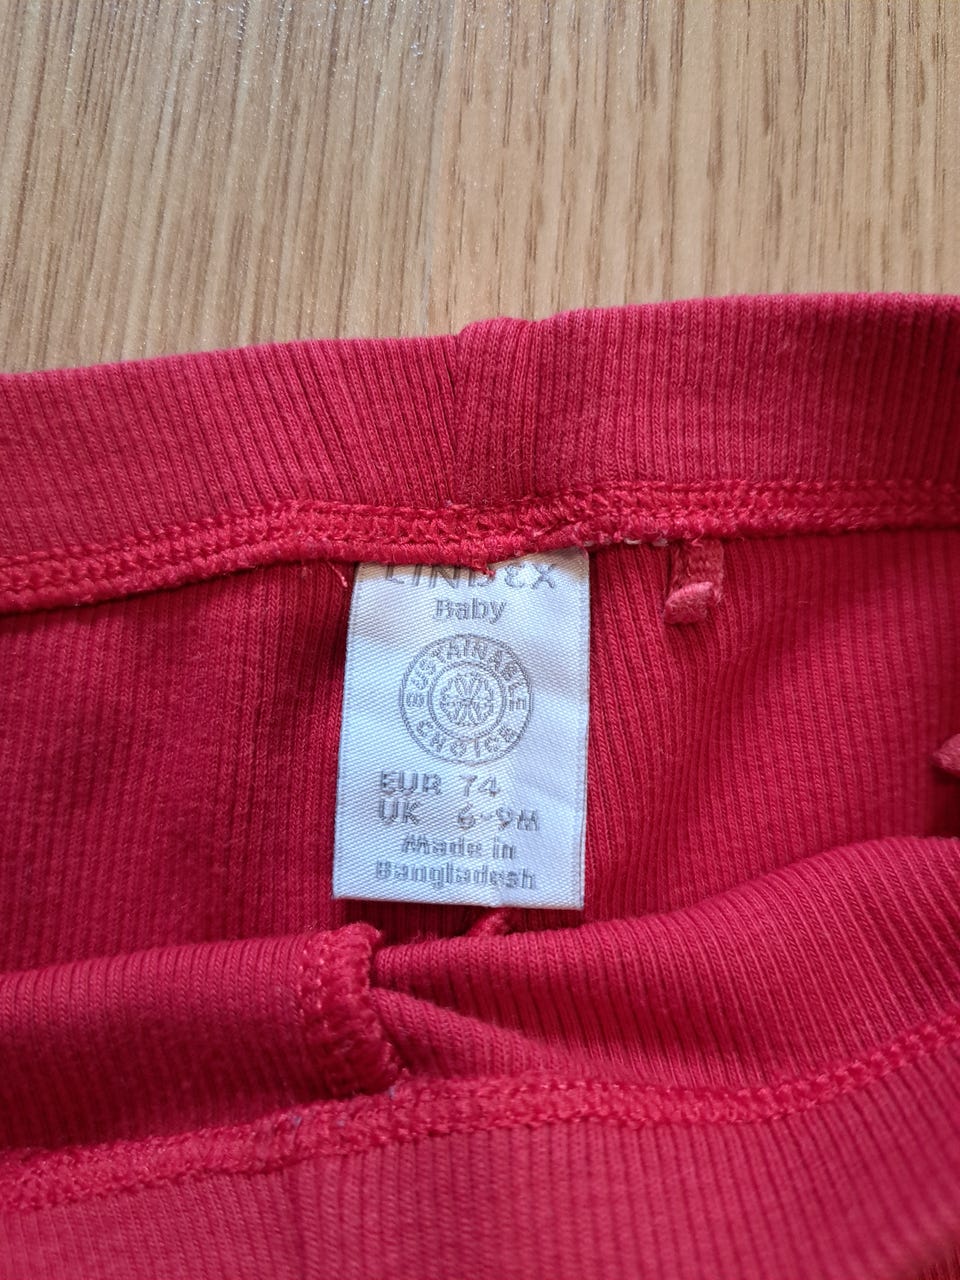 LINDEX
Baby
SUSTAINABLE
CHOICE
EUR 74
UK 6-9M
Made in
Bangladesh